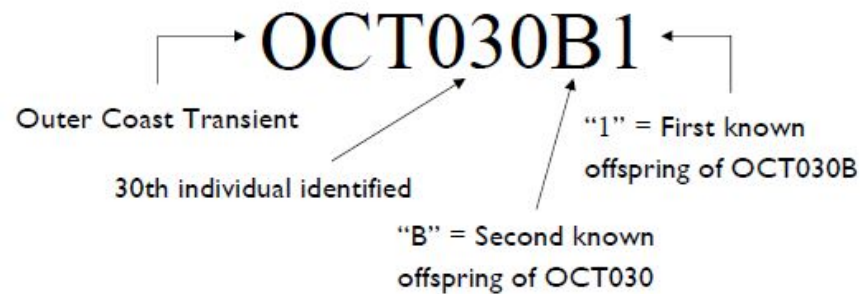 OCT030B1
Outer Coast Transient
30th individual identified
“B” = Second known
offspring of OCT030
“1” = First known
offspring of OCT030B